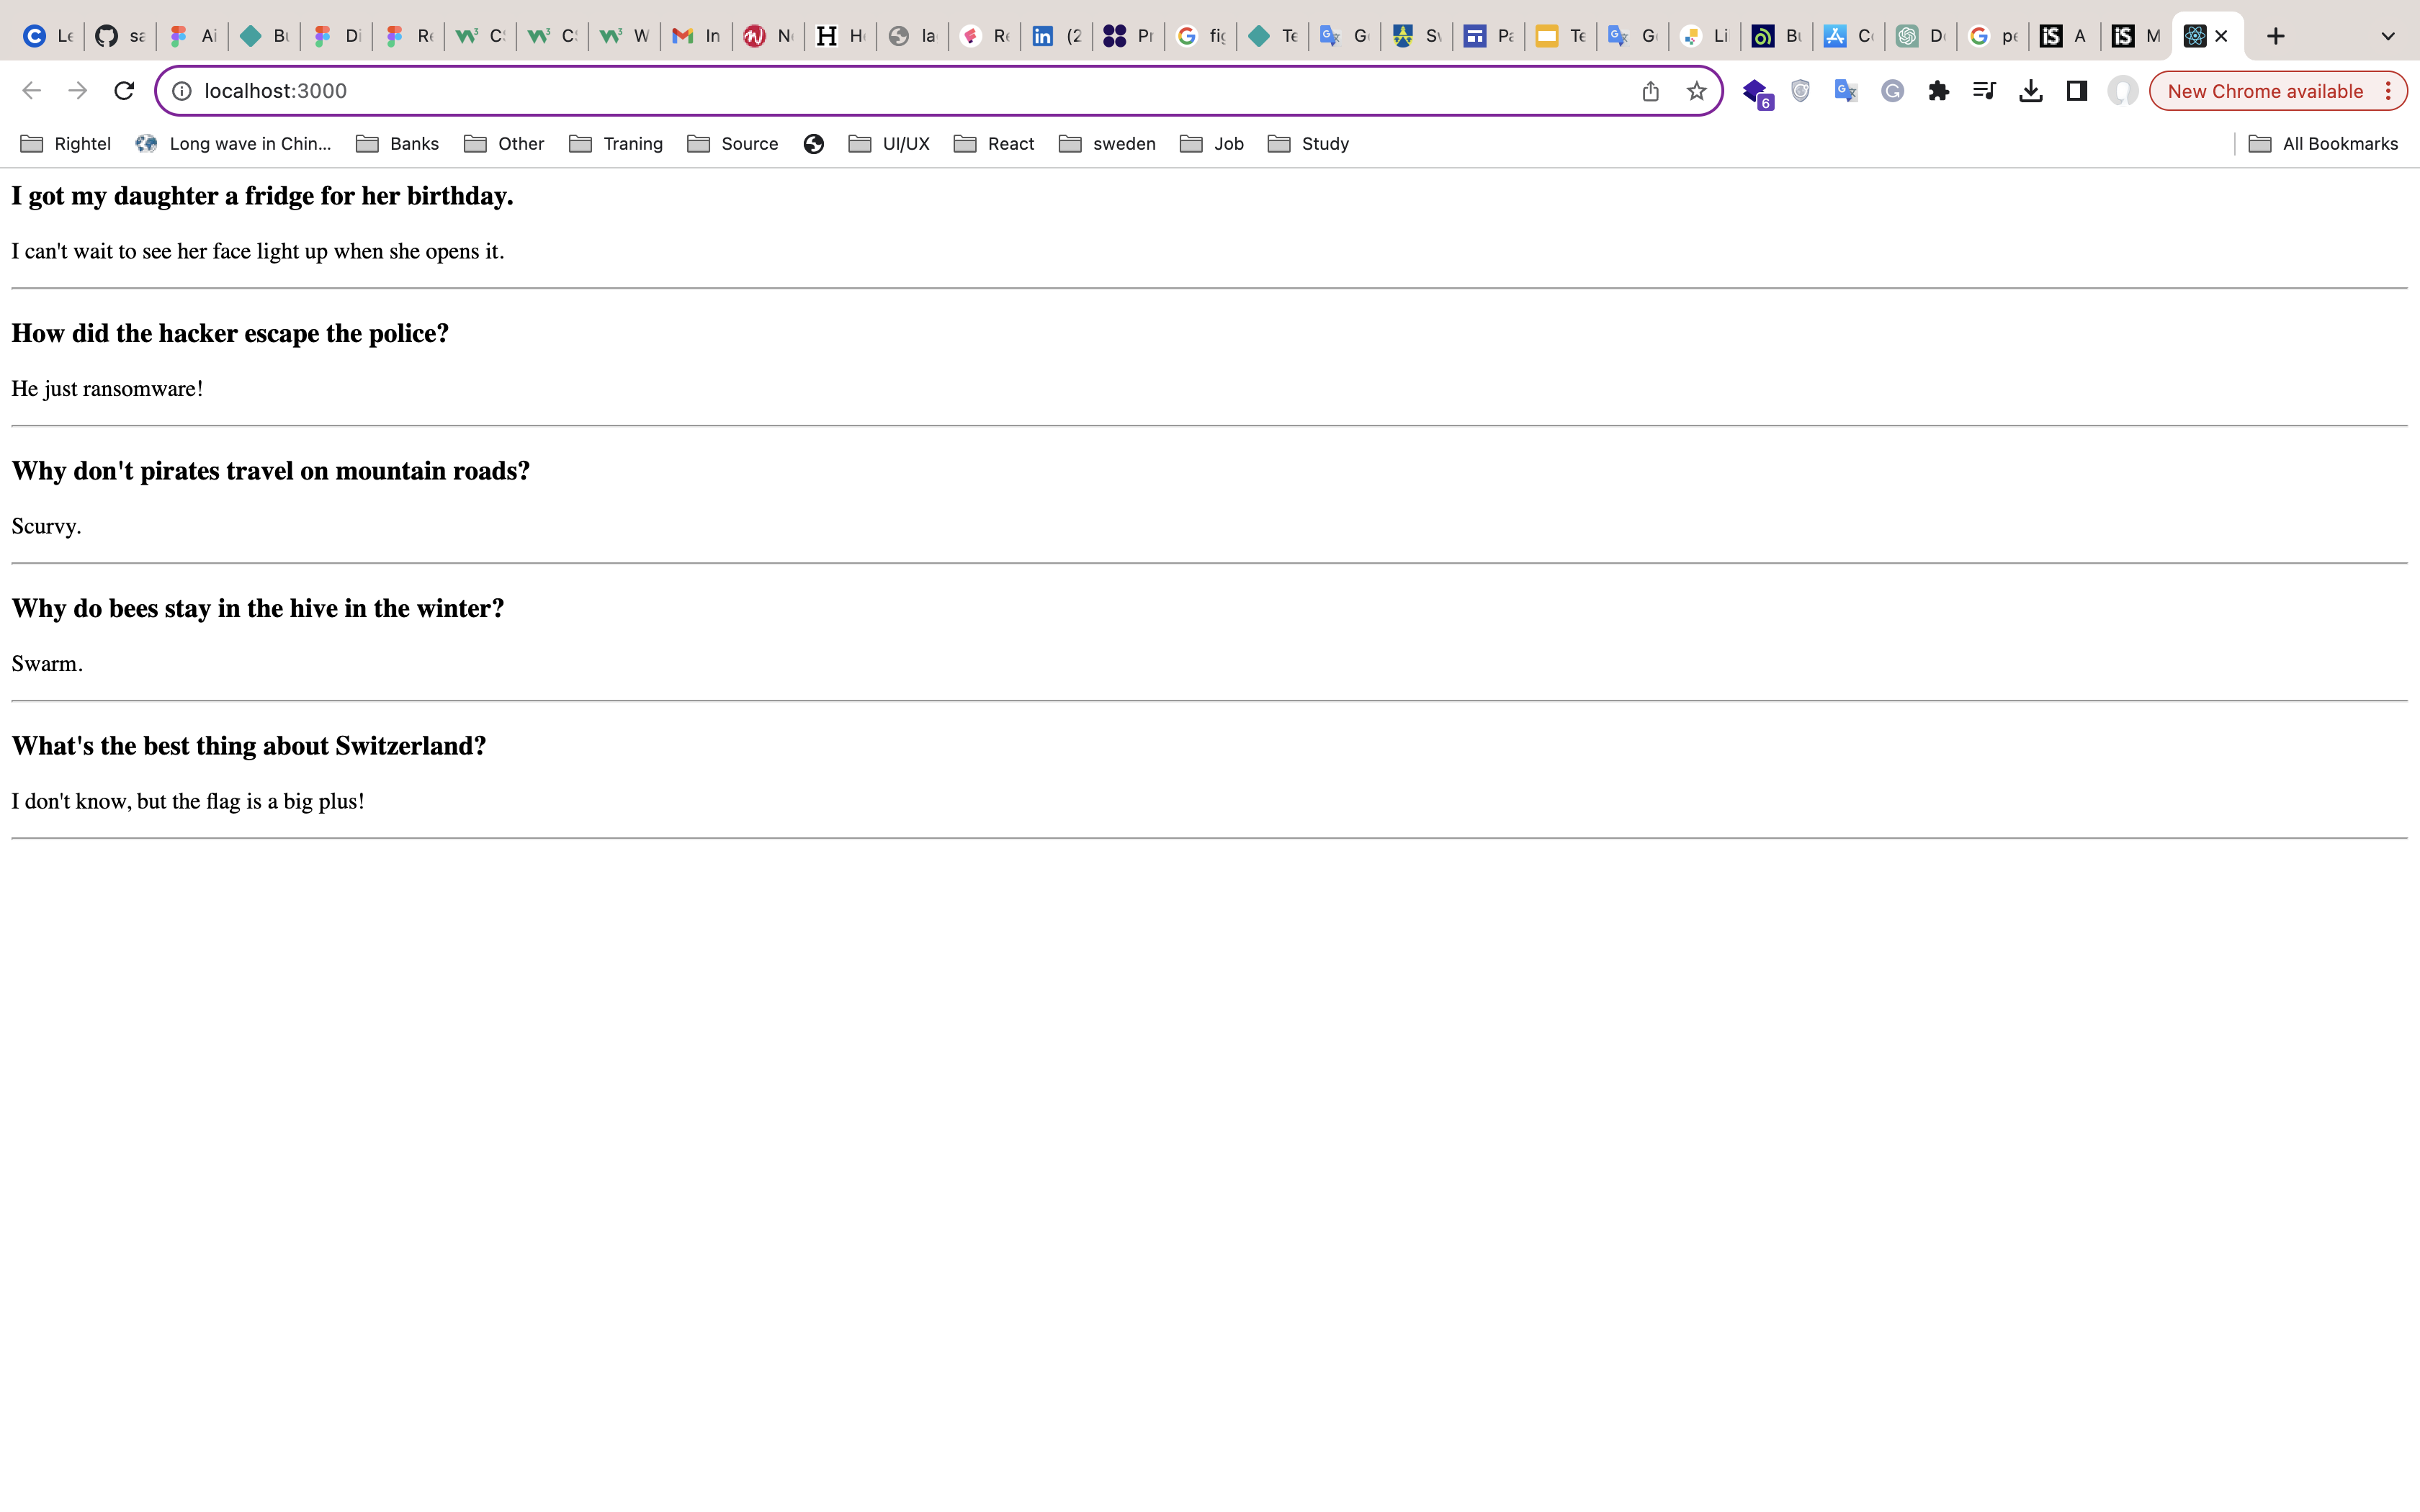 Le sa Ai Bu Di Re C W In N H la Re (2 Pr fig Te G Sv Pa Te G Li Bu Co D pe iS A iS M
localhost:3000
6
New Chrome available
Rightel Long wave in Chin... Banks Other Traning Source UI/UX React sweden Job Study All Bookmarks
I got my daughter a fridge for her birthday.
I can't wait to see her face light up when she opens it.
How did the hacker escape the police?
He just ransomware!
Why don't pirates travel on mountain roads?
Scurvy.
Why do bees stay in the hive in the winter?
Swarm.
What's the best thing about Switzerland?
I don't know, but the flag is a big plus!